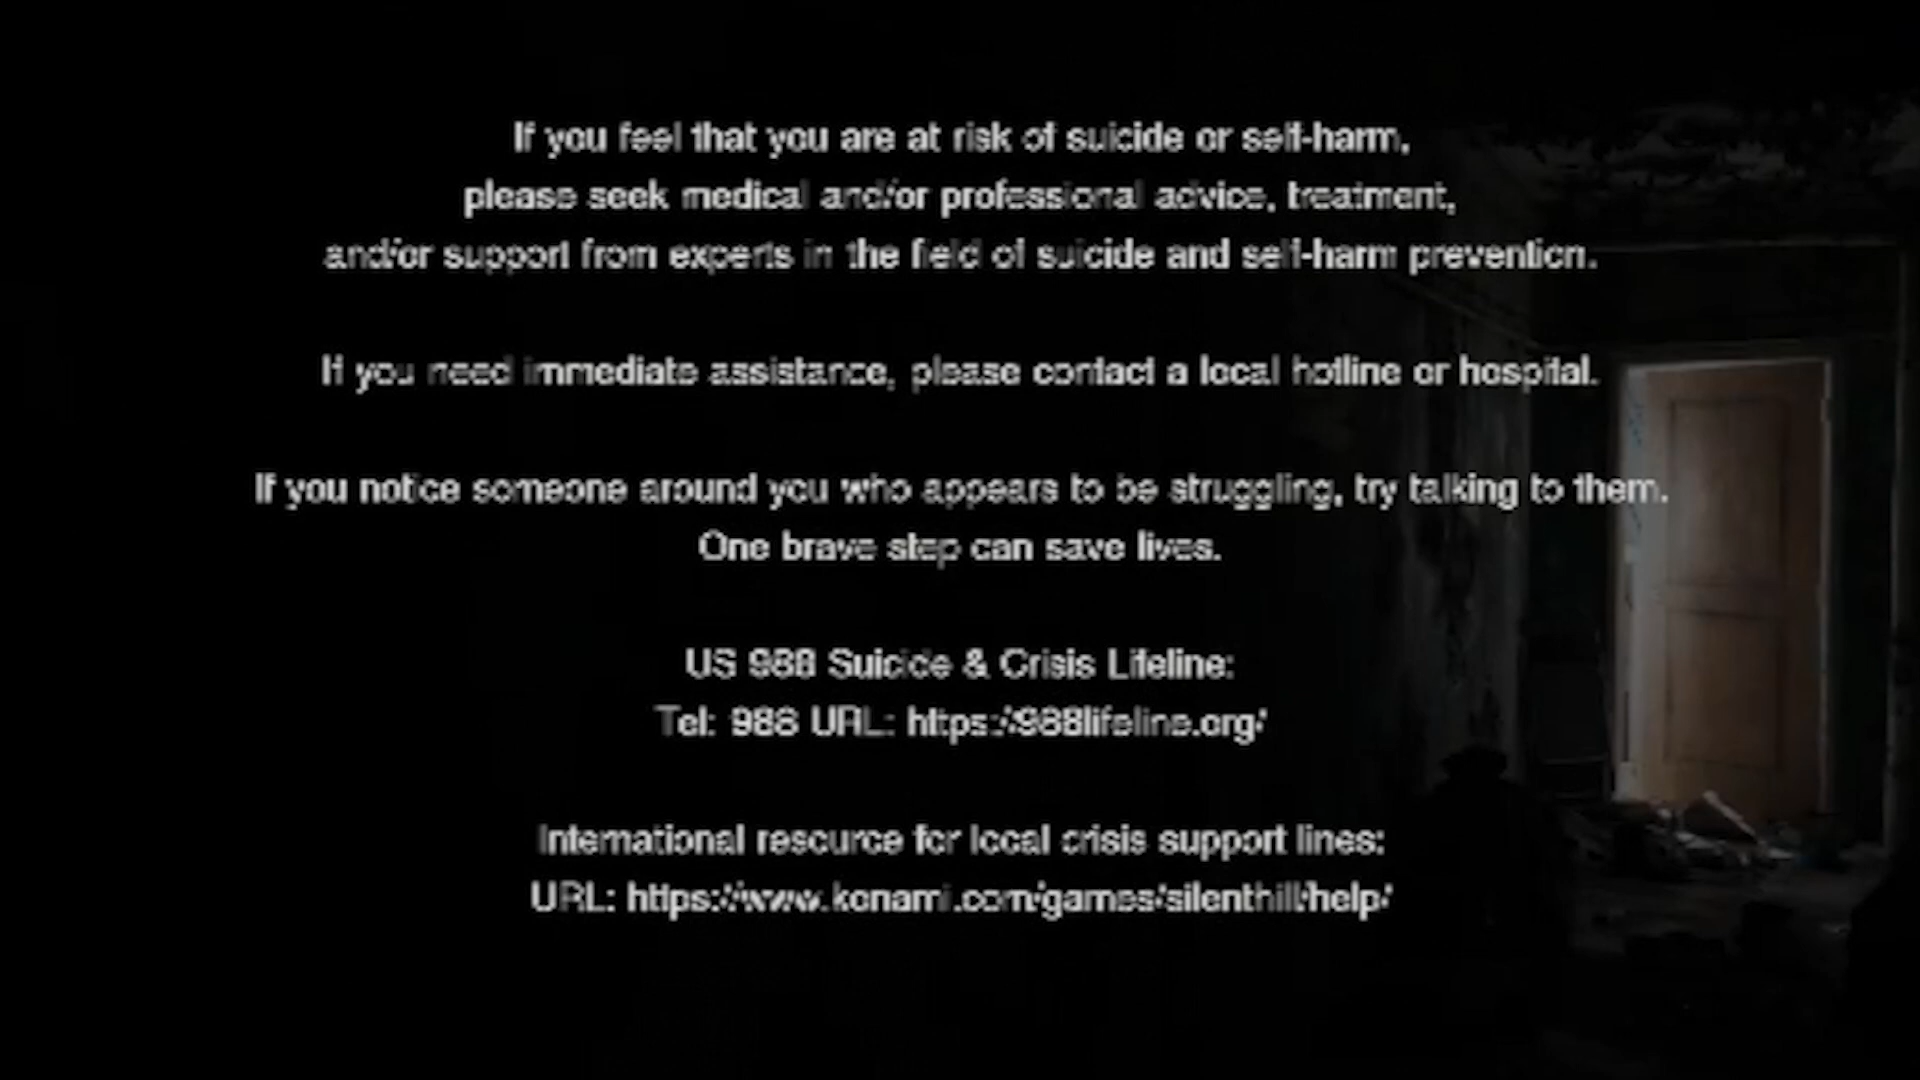 If you feel that you are at risk of suicide or self-harm,
please seek medical and/or professional advice, treatment,
and/or support from experts in the field of suicide and self-harm prevention.
If you need immediate assistance, please contact a local hotline or hospital.
If you notice someone around you who appears to be struggling, try talking to them.
One brave step can save lives.
US 988 Suicide & Crisis Lifeline:
Tel: 988 URL: https://988lifeline.org/
International resource for local crisis support lines:
URL: https://www.konami.com/games/silenthill/help/